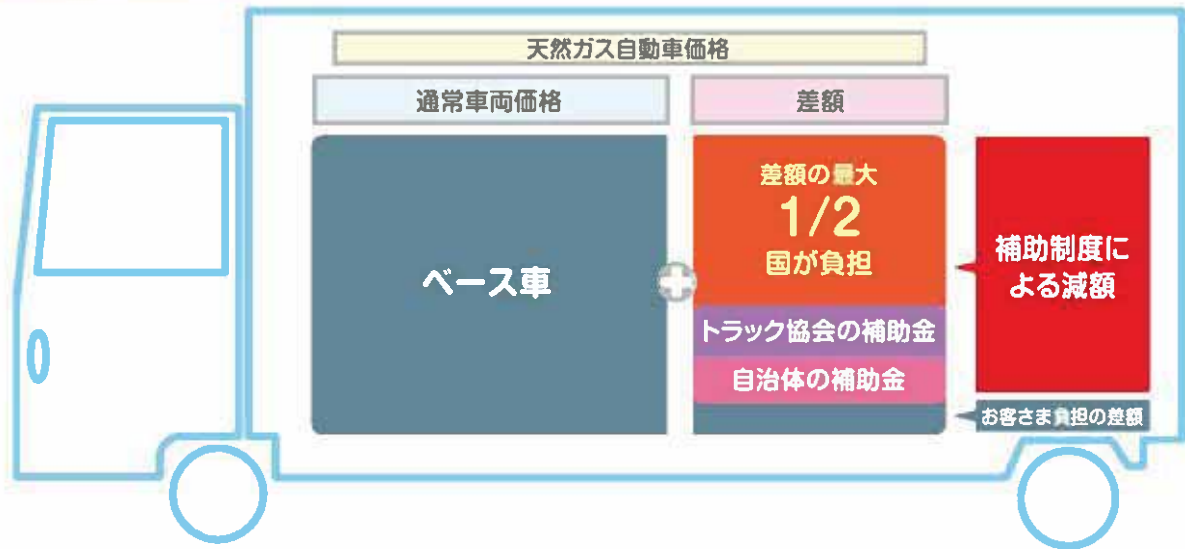 天然ガス自動車価格
通常車両価格
差額
ベース車
差額の最大
1/2
国が負担
トラック協会の補助金
自治体の補助金
補助制度に
よる減額
お客さま負担の差額